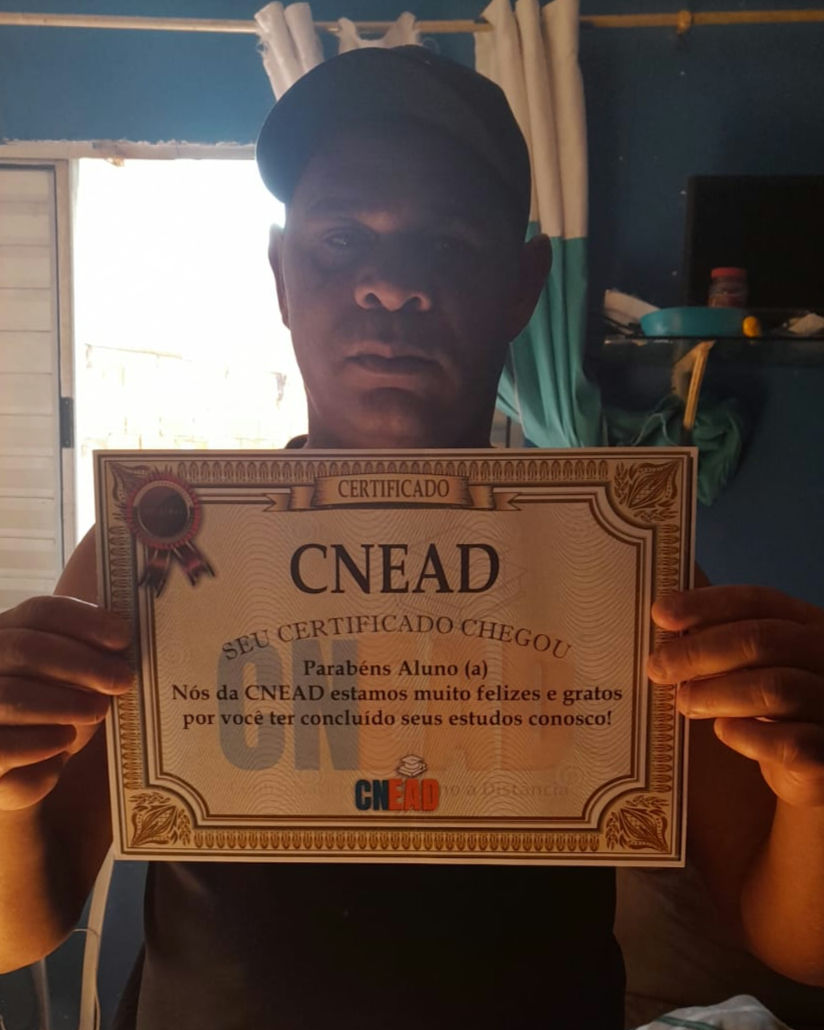 CERTIFICADO
CNEAD
SEU CERTIFICADO CHEGOU
Parabéns Aluno (a)
Nós da CNEAD estamos muito felizes e gratos
por você ter concluído seus estudos conosco!
CNEAD
a Distância